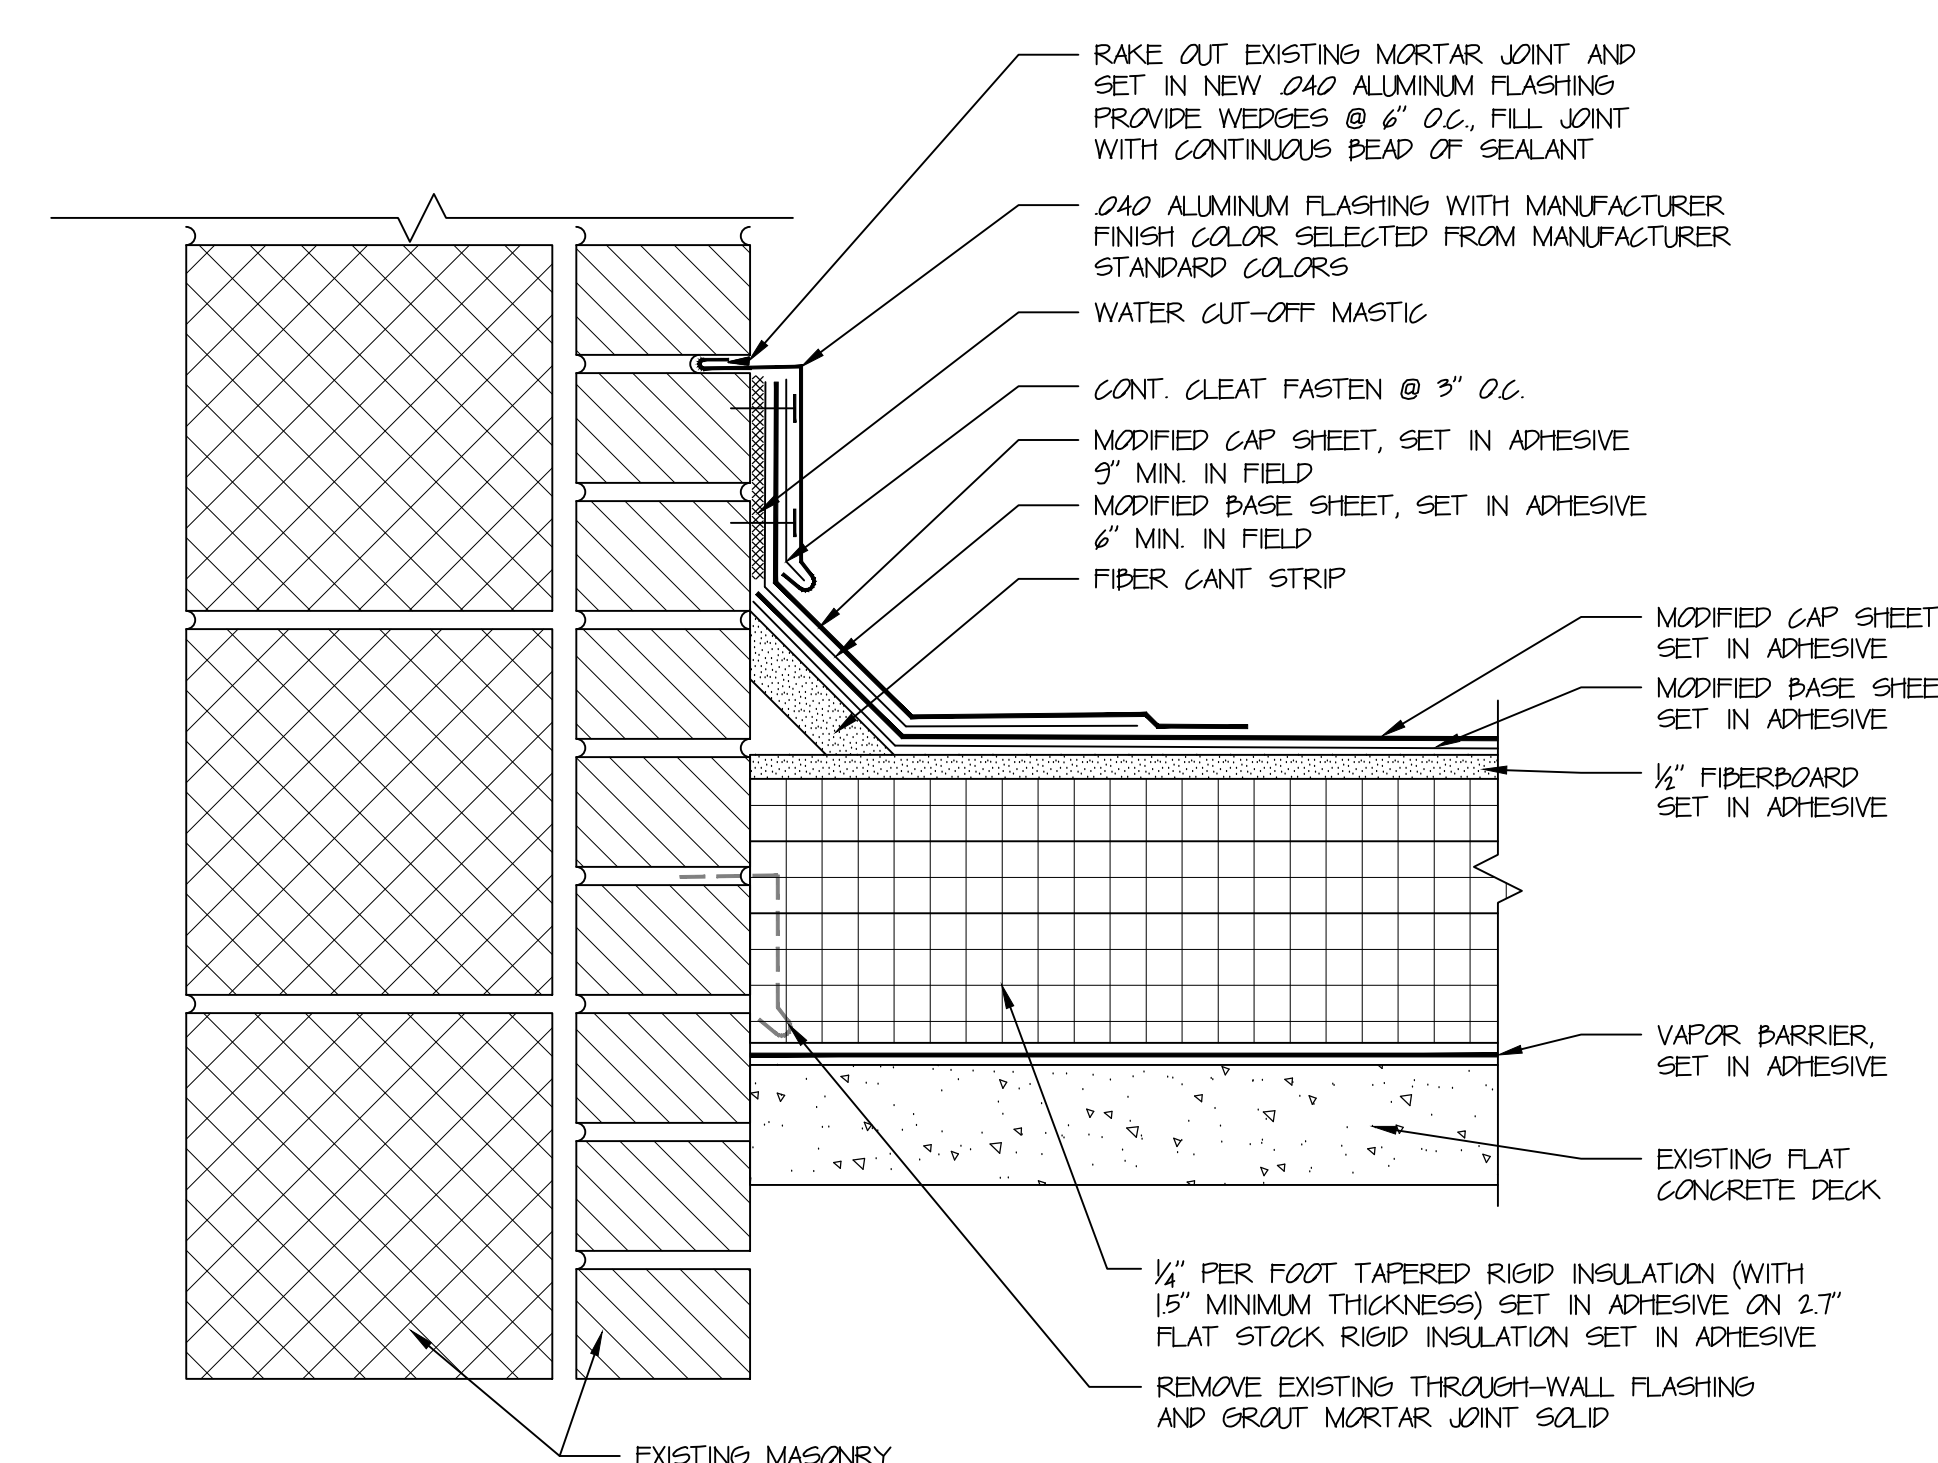 RAKE OUT EXISTING MORTAR JOINT AND
SET IN NEW .040 ALUMINUM FLASHING
PROVIDE WEDGES @ 6" O.C., FILL JOINT
WITH CONTINUOUS BEAD OF SEALANT
.040 ALUMINUM FLASHING WITH MANUFACTURER
FINISH COLOR SELECTED FROM MANUFACTURER
STANDARD COLORS
WATER CUT-OFF MASTIC
CONT. CLEAT FASTEN @ 3" O.C.
MODIFIED CAP SHEET, SET IN ADHESIVE
9" MIN. IN FIELD
MODIFIED BASE SHEET, SET IN ADHESIVE
6" MIN. IN FIELD
FIBER CANT STRIP
MODIFIED CAP SHEET
SET IN ADHESIVE
MODIFIED BASE SHEE
SET IN ADHESIVE
1/2" FIBERBOARD
SET IN ADHESIVE
VAPOR BARRIER,
SET IN ADHESIVE
EXISTING FLAT
CONCRETE DECK
1/4" PER FOOT TAPERED RIGID INSULATION (WITH
1.5" MINIMUM THICKNESS) SET IN ADHESIVE ON 2.7"
FLAT STOCK RIGID INSULATION SET IN ADHESIVE
REMOVE EXISTING THROUGH-WALL FLASHING
AND GROUT MORTAR JOINT SOLID
EXISTING MASONRY